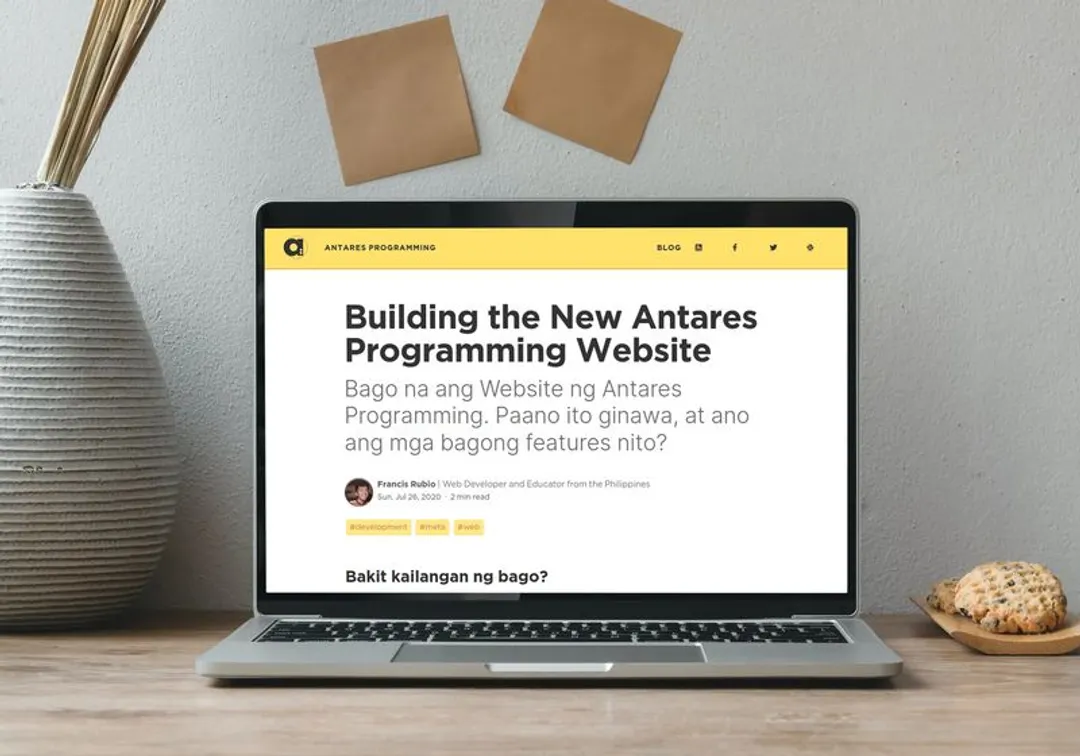 ANTARES PROGRAMMING
BLOG
Building the New Antares
Programming Website
Bago na ang Website ng Antares
Programming. Paano ito ginawa, at ano
ang mga bagong features nito?
Francis Rubio | Web Developer and Educator from the Philippines
Sun, Jul 26, 2020 · 2 min read
#development #meta #web
Bakit kailangan ng bago?